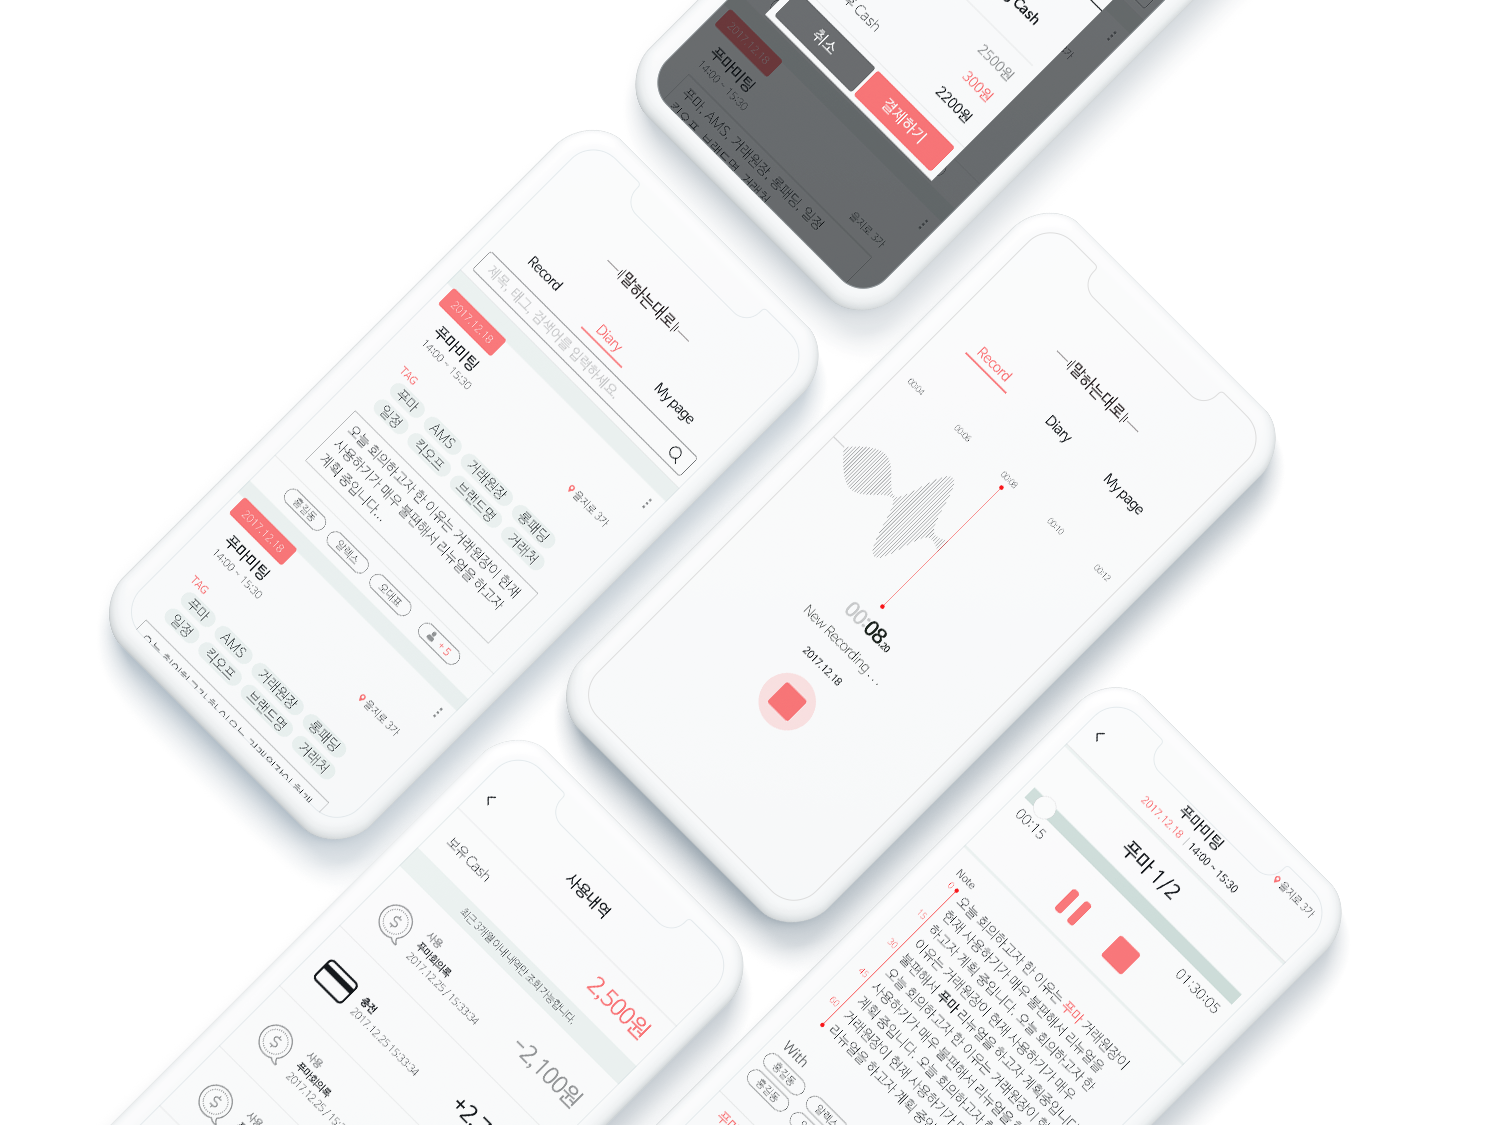 Cash
2500원
300원
2200원
취소
결제하기
2017.12.18
푸마미팅
14:00 ~ 15:30
푸마, AMS, 거래원장, 롱패딩, 일정
킥오프, 브랜드명, 거래처
을지로 3가
말하는대로
Record
Diary
My page
제목, 태그, 검색어를 입력하세요.
2017.12.18
푸마미팅
14:00 ~ 15:30
을지로 3가
TAG
푸마 AMS 거래원장 롱패딩
일정 킥오프 브랜드명 거래처
오늘 회의하고자 한 이유는 거래원장이 현재
사용하기가 매우 불편해서 리뉴얼을 하고자
계획 중입니다...
홍길동 알렉스 오대표 +5
2017.12.18
푸마미팅
14:00 ~ 15:30
을지로 3가
TAG
푸마 AMS 거래원장 롱패딩
일정 킥오프 브랜드명 거래처
말하는대로
Record
Diary
My page
00:04
00:06
00:08
00:10
00:12
00:08.20
New Recording . . .
2017.12.18
사용내역
보유 Cash
2,500원
최근 3개월 이내 내역만 조회 가능합니다.
사용
푸마회의록
2017.12.25 / 15:33:34
−2,100원
충전
2017.12.25 15:33:34
사용
푸마회의록
사용
푸마미팅
2017.12.18 | 14:00 ~ 15:30
을지로 3가
푸마 1/2
00:15
01:30:05
Note
0
15
30
45
60
오늘 회의하고자 한 이유는 푸마 거래원장이
현재 사용하기가 매우 불편해서 리뉴얼을
하고자 계획 중입니다. 오늘 회의하고자 한
이유는 거래원장이 현재 사용하기가 매우
불편해서 푸마 리뉴얼을 하고자 계획중입니다
오늘 회의하고자 한 이유는 거래원장이
사용하기가 매우 불편해서 리뉴얼을
계획 중입니다. 오늘 회의하고자
거래원장이 현재 사용하기가
리뉴얼을 하고자 계획
With
홍길동 알렉스
홍길동